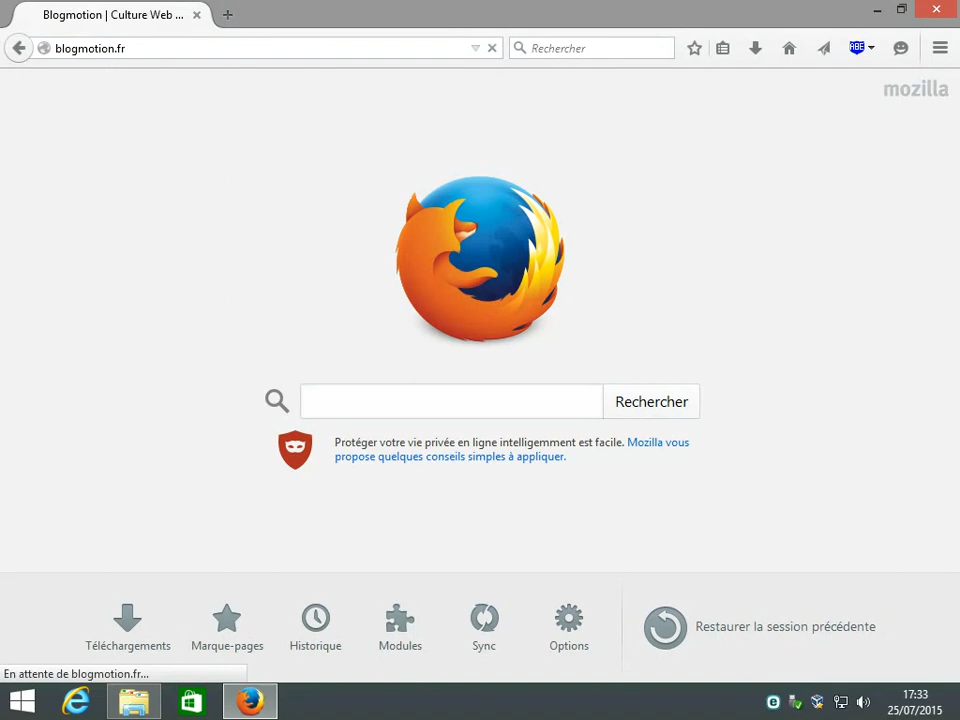 Blogmotion | Culture Web ...
blogmotion.fr
Rechercher
ABE
mozilla
Rechercher
Protéger votre vie privée en ligne intelligemment est facile. Mozilla vous
propose quelques conseils simples à appliquer.
Téléchargements
Marque-pages
Historique
Modules
Sync
Options
Restaurer la session précédente
En attente de blogmotion.fr...
17:33
25/07/2015